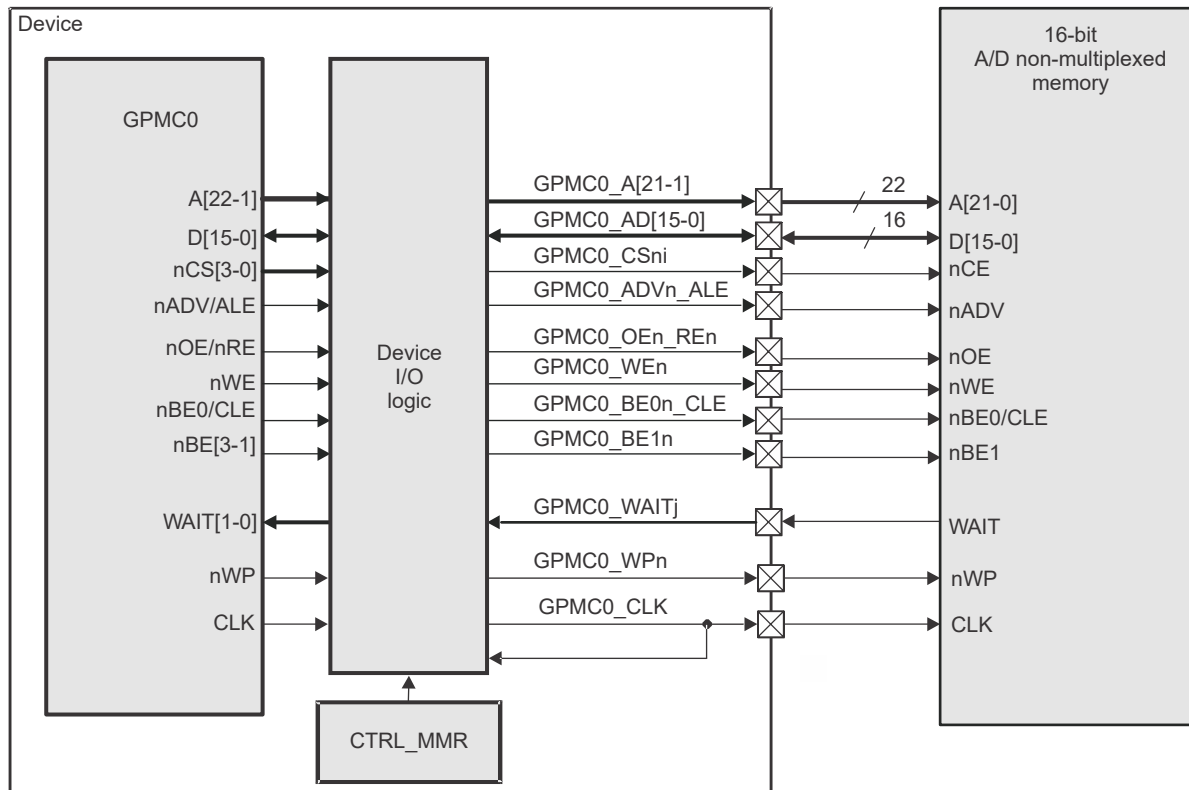 Device
GPMC0
A[22-1]
D[15-0]
nCS[3-0]
nADV/ALE
nOE/nRE
nWE
nBE0/CLE
nBE[3-1]
WAIT[1-0]
nWP
CLK
Device
I/O
logic
CTRL_MMR
GPMC0_A[21-1]
GPMC0_AD[15-0]
GPMC0_CSni
GPMC0_ADVn_ALE
GPMC0_OEn_REn
GPMC0_WEn
GPMC0_BE0n_CLE
GPMC0_BE1n
GPMC0_WAITj
GPMC0_WPn
GPMC0_CLK
22
16
16-bit
A/D non-multiplexed
memory
A[21-0]
D[15-0]
nCE
nADV
nOE
nWE
nBE0/CLE
nBE1
WAIT
nWP
CLK